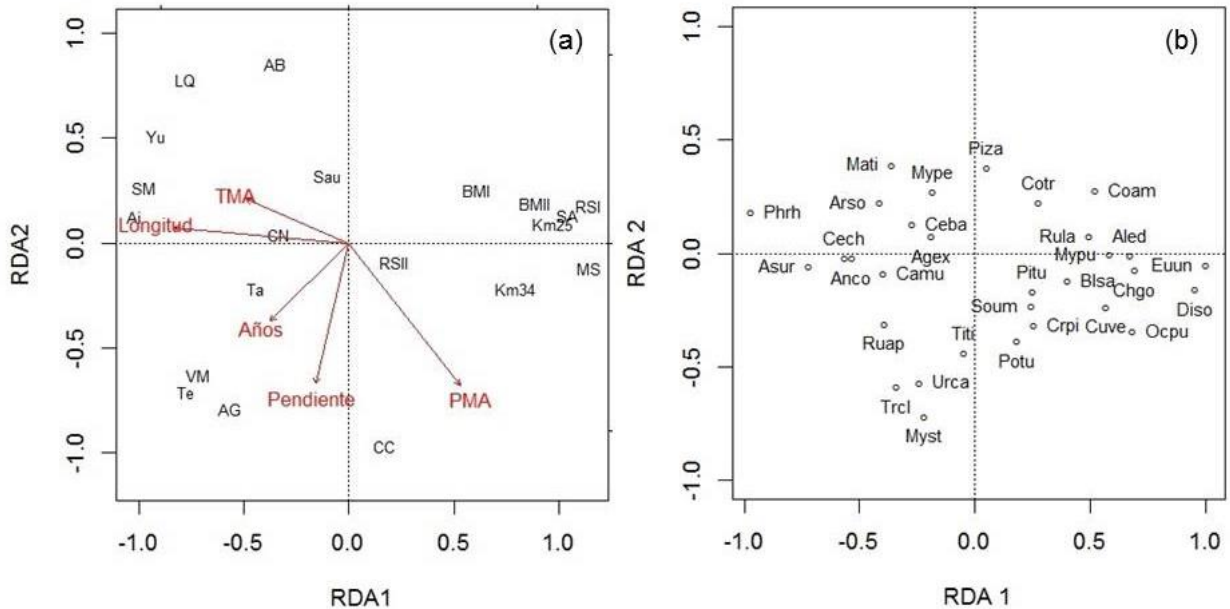 (a)
1.0
0.5
0.0
-0.5
-1.0
RDA2
-1.0 -0.5 0.0 0.5 1.0
RDA1
AB
LQ
Yu
Sau
SM
TMA
BMI
BMII
RSI
Ai
SA
Longitud
Km25
CN
RSII
MS
Ta
Km34
Años
VM
Te
Pendiente
PMA
AG
CC
(b)
1.0
0.5
0.0
-0.5
-1.0
RDA 2
-1.0 -0.5 0.0 0.5 1.0
RDA 1
Piza
Mati
Mype
Cotr
Coam
Phrh
Arso
Ceba
Rula
Aled
Cech
Agex
Mypu
Asur
Anco
Camu
Pitu
Blsa
Euun
Chgo
Diso
Soum
Crpi
Cuve
Ocpu
Ruap
Titi
Potu
Urca
Trcl
Myst